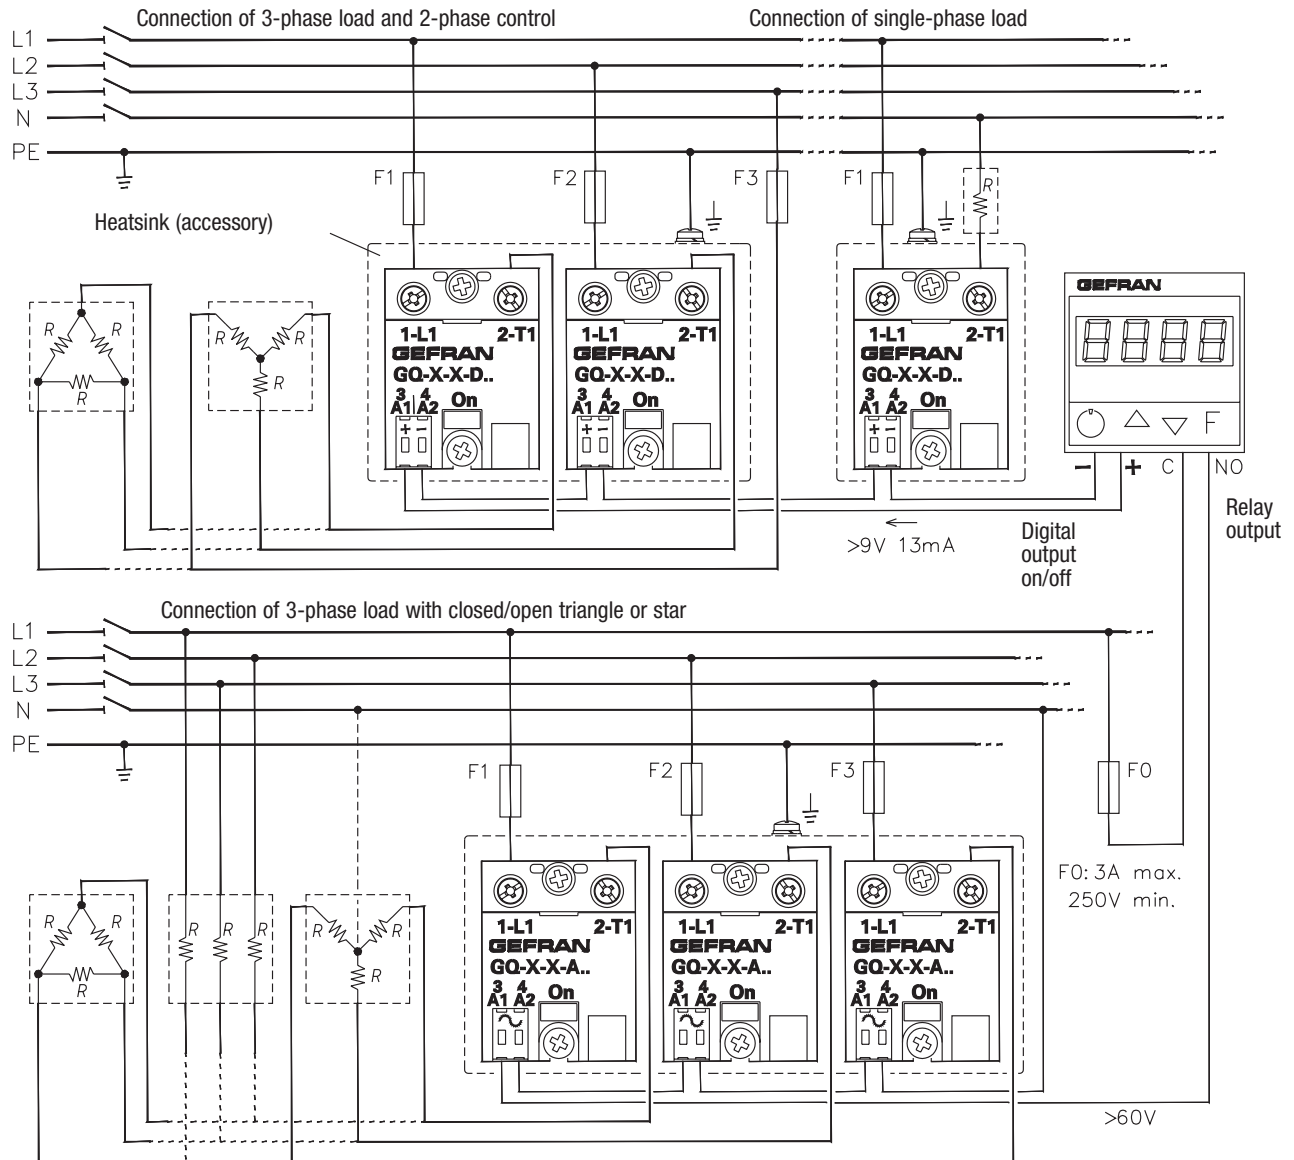 Connection of 3-phase load and 2-phase control
Connection of single-phase load
L1
L2
L3
N
PE
F1
F2
F3
F1
R
Heatsink (accessory)
R
R
R
R
R
R
1-L1 2-T1
GEFRAN
GQ-X-X-D..
3 4
A1 A2 On
+ -
1-L1 2-T1
GEFRAN
GQ-X-X-D..
3 4
A1 A2 On
+ -
1-L1 2-T1
GEFRAN
GQ-X-X-D..
3 4
A1 A2 On
+ -
GEFRAN
8888
F
- + C NO
>9V 13mA
Digital
output
on/off
Relay
output
Connection of 3-phase load with closed/open triangle or star
L1
L2
L3
N
PE
F1
F2
F3
F0
F0: 3A max.
250V min.
R
R
R
R
R
R
R
R
R
1-L1 2-T1
GEFRAN
GQ-X-X-A..
3 4
A1 A2 On
1-L1 2-T1
GEFRAN
GQ-X-X-A..
3 4
A1 A2 On
1-L1 2-T1
GEFRAN
GQ-X-X-A..
3 4
A1 A2 On
>60V